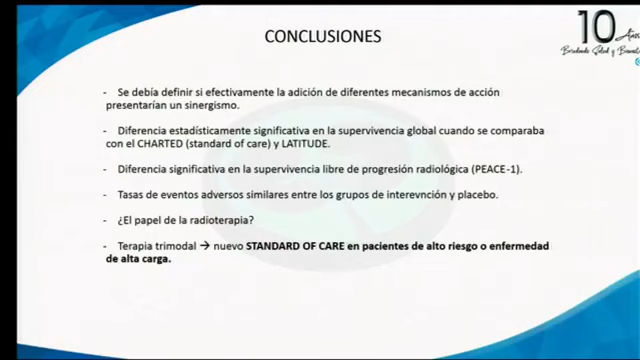 10 Años
CONCLUSIONES
- Se debía definir si efectivamente la adición de diferentes mecanismos de acción
presentarían un sinergismo.
- Diferencia estadísticamente significativa en la supervivencia global cuando se comparaba
con el CHARTED (standard of care) y LATITUDE.
- Diferencia significativa en la supervivencia libre de progresión radiológica (PEACE-1).
- Tasas de eventos adversos similares entre los grupos de interevnción y placebo.
- ¿El papel de la radioterapia?
- Terapia trimodal → nuevo STANDARD OF CARE en pacientes de alto riesgo o enfermedad
de alta carga.